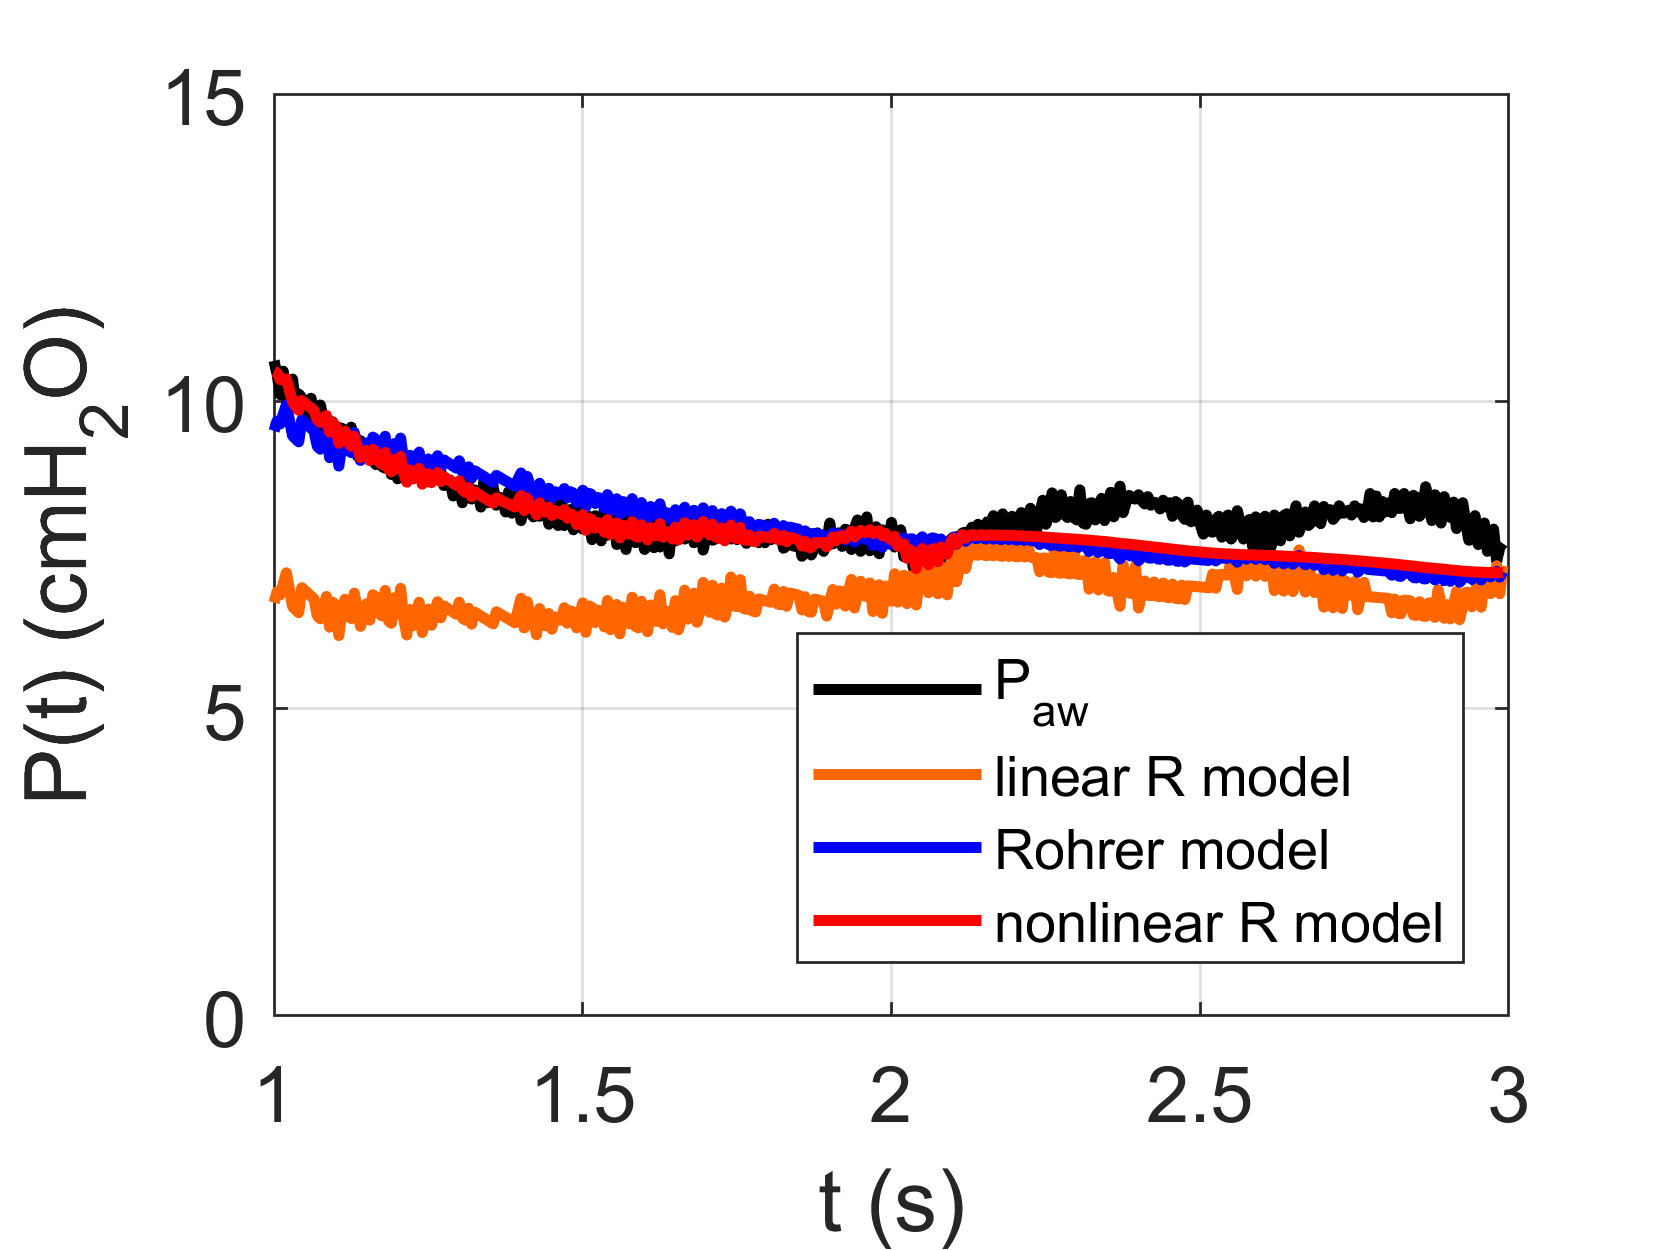 P(t) (cmH2O)
15
10
5
0
1 1.5 2 2.5 3
t (s)
Paw
linear R model
Rohrer model
nonlinear R model